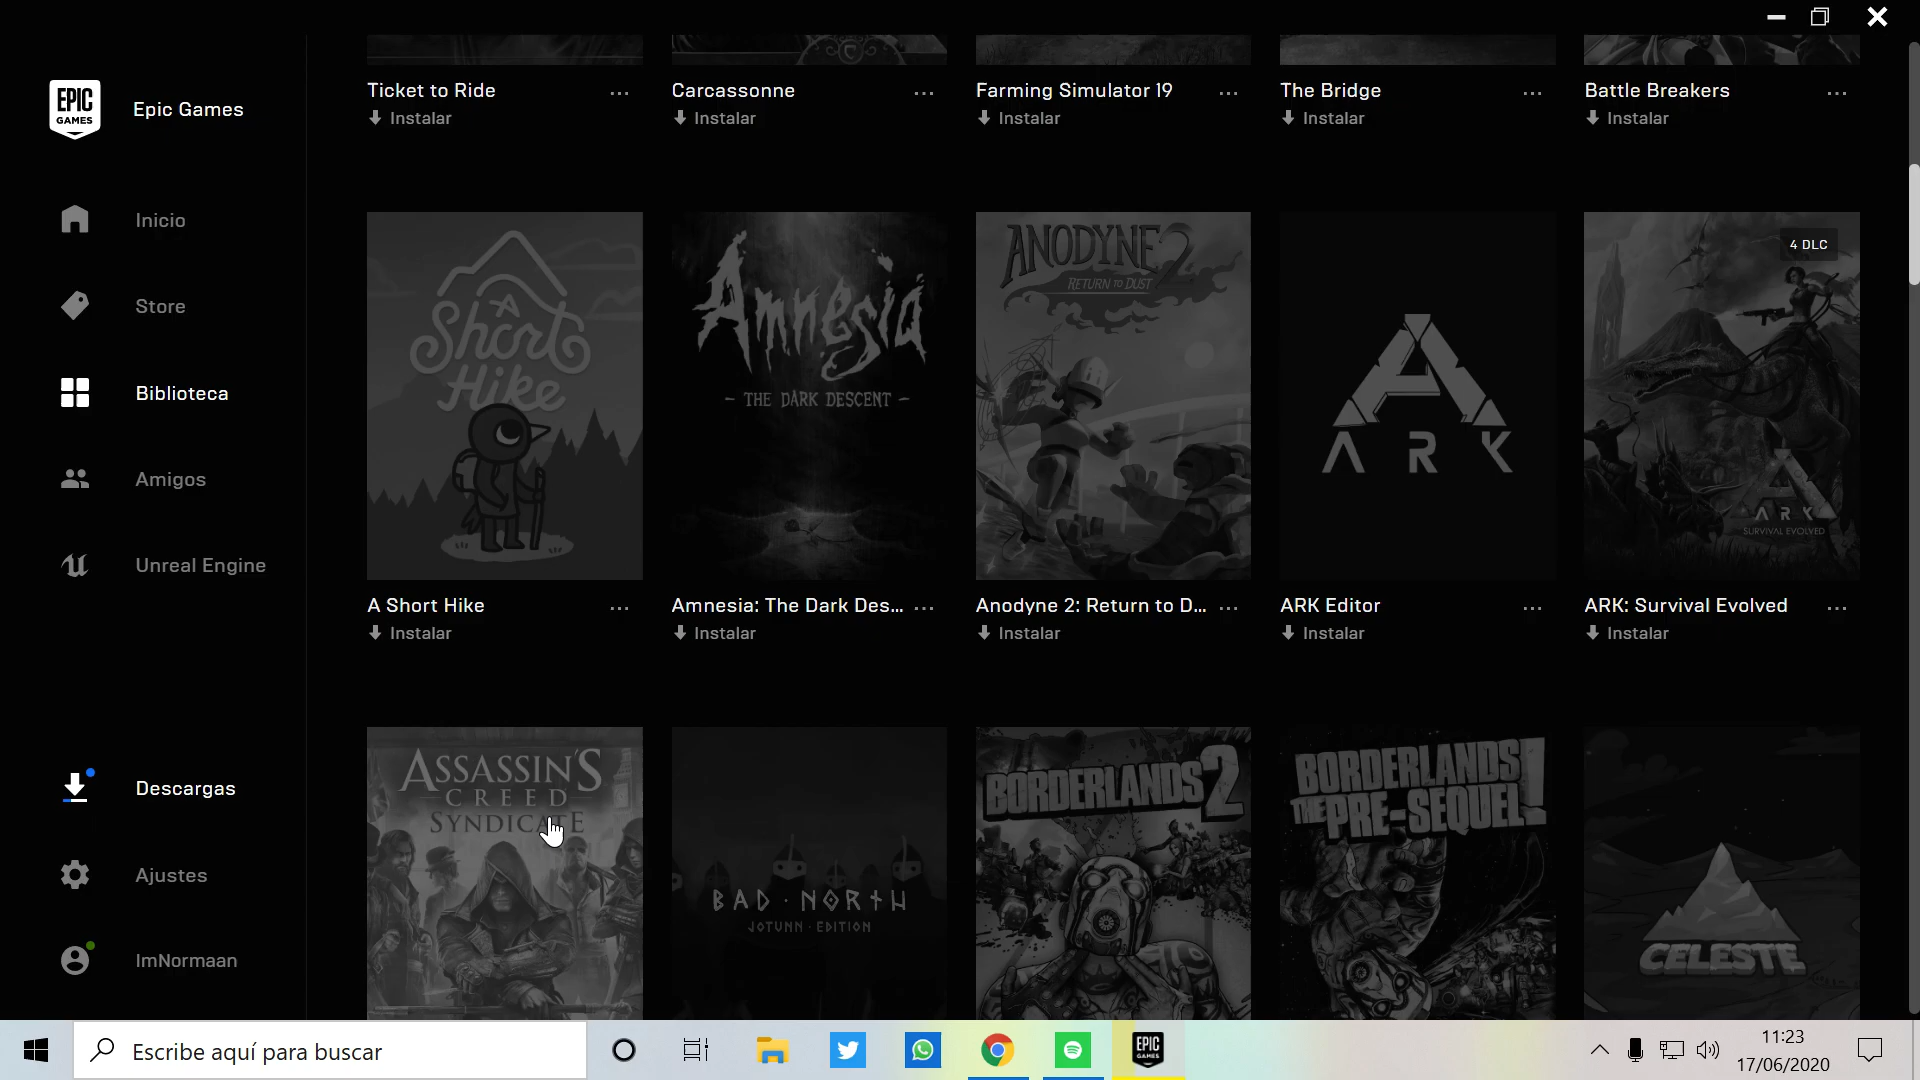 EPIC
GAMES
Epic Games
Inicio
Store
Biblioteca
Amigos
Unreal Engine
Descargas
Ajustes
ImNormaan
Ticket to Ride
...
Instalar
Carcassonne
...
Instalar
Farming Simulator 19
...
Instalar
The Bridge
...
Instalar
Battle Breakers
...
Instalar
A
Short
Hike
A Short Hike
...
Instalar
Amnesia
- THE DARK DESCENT -
Amnesia: The Dark Des...
...
Instalar
ANODYNE 2
RETURN TO DUST
Anodyne 2: Return to D...
...
Instalar
ARK
ARK Editor
...
Instalar
4 DLC
ARK
SURVIVAL EVOLVED
ARK: Survival Evolved
...
Instalar
ASSASSIN'S
CREED
SYNDICATE
BAD · NORTH
JOTUNN · EDITION
BORDERLANDS 2
BORDERLANDS
THE PRE-SEQUEL!
CELESTE
Escribe aquí para buscar
EPIC
GAMES
11:23
17/06/2020